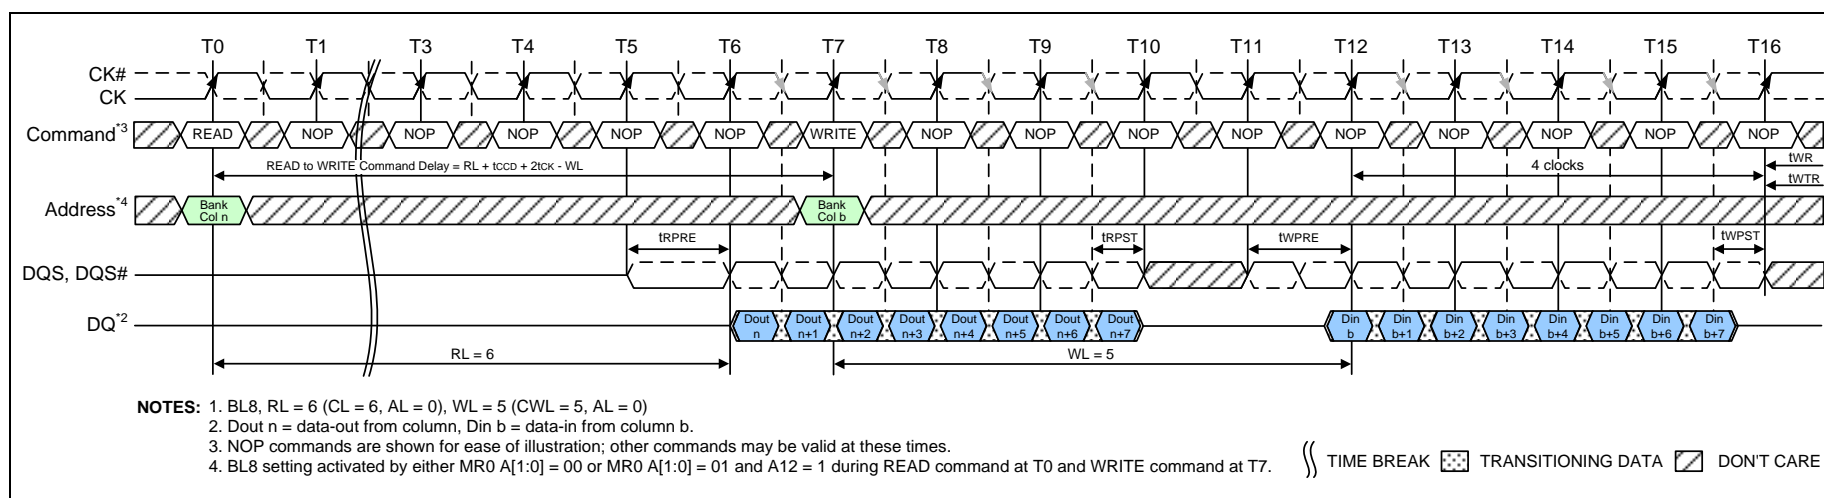 T0 T1 T3 T4 T5 T6 T7 T8 T9 T10 T11 T12 T13 T14 T15 T16
CK#
CK
Command*3 READ NOP NOP NOP NOP NOP WRITE NOP NOP NOP NOP NOP NOP NOP NOP NOP
READ to WRITE Command Delay = RL + tCCD + 2tCK - WL
4 clocks
tWR
tWTR
Address*4
Bank
Col n
Bank
Col b
tRPRE tRPST tWPRE tWPST
DQS, DQS#
DQ*2
Dout Dout Dout Dout Dout Dout Dout Dout Din Din Din Din Din Din Din Din
n n+1 n+2 n+3 n+4 n+5 n+6 n+7 b b+1 b+2 b+3 b+4 b+5 b+6 b+7
RL = 6 WL = 5
NOTES: 1. BL8, RL = 6 (CL = 6, AL = 0), WL = 5 (CWL = 5, AL = 0)
2. Dout n = data-out from column, Din b = data-in from column b.
3. NOP commands are shown for ease of illustration; other commands may be valid at these times.
4. BL8 setting activated by either MR0 A[1:0] = 00 or MR0 A[1:0] = 01 and A12 = 1 during READ command at T0 and WRITE command at T7.
TIME BREAK TRANSITIONING DATA DON'T CARE